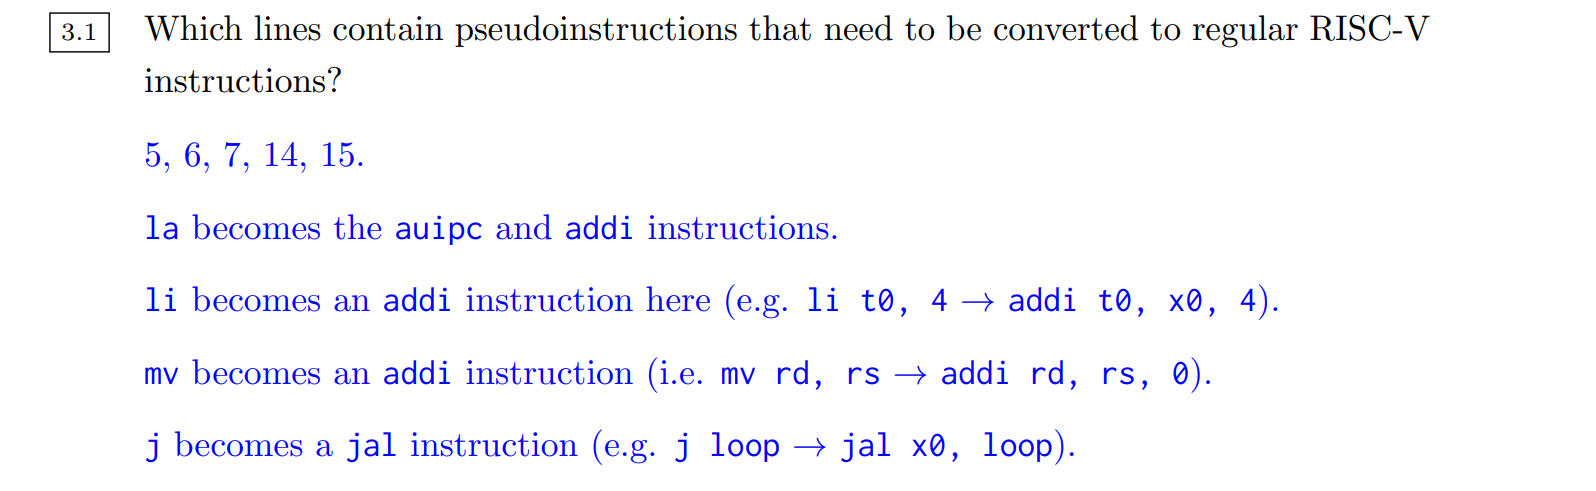 3.1 Which lines contain pseudoinstructions that need to be converted to regular RISC-V
instructions?
5, 6, 7, 14, 15.
la becomes the auipc and addi instructions.
li becomes an addi instruction here (e.g. li t0, 4 → addi t0, x0, 4).
mv becomes an addi instruction (i.e. mv rd, rs → addi rd, rs, 0).
j becomes a jal instruction (e.g. j loop → jal x0, loop).